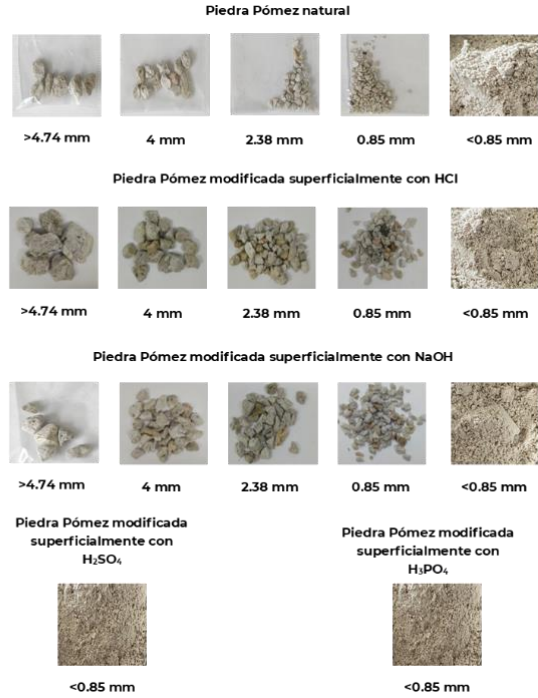 Piedra Pómez natural
>4.74 mm 4 mm 2.38 mm 0.85 mm <0.85 mm
Piedra Pómez modificada superficialmente con HCl
>4.74 mm 4 mm 2.38 mm 0.85 mm <0.85 mm
Piedra Pómez modificada superficialmente con NaOH
>4.74 mm 4 mm 2.38 mm 0.85 mm <0.85 mm
Piedra Pómez modificada
superficialmente con
H₂SO₄
<0.85 mm
Piedra Pómez modificada
superficialmente con
H₃PO₄
<0.85 mm